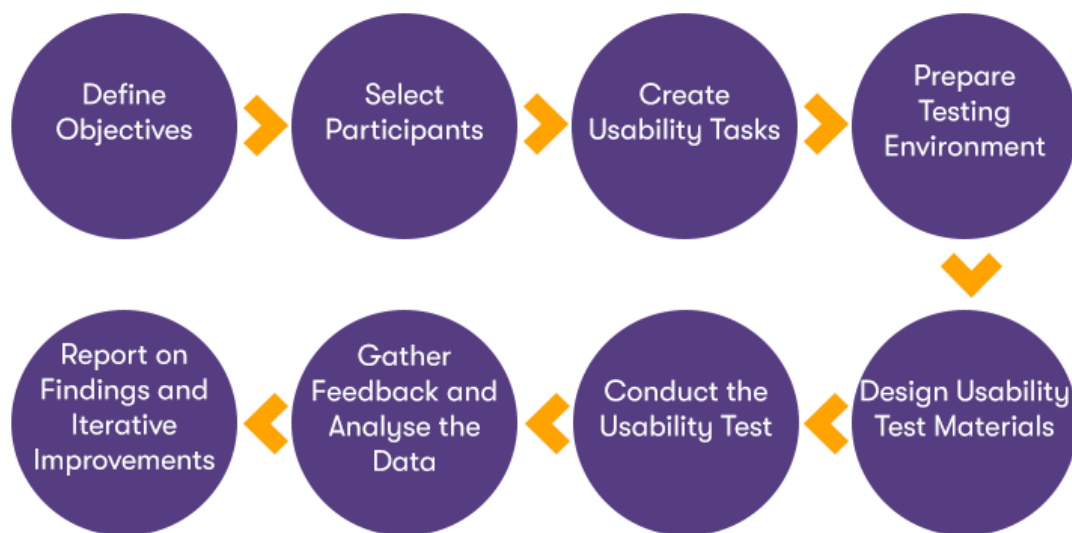 Define
Objectives
Select
Participants
Create
Usability Tasks
Prepare
Testing
Environment
Design Usability
Test Materials
Conduct the
Usability Test
Gather
Feedback and
Analyse the
Data
Report on
Findings and
Iterative
Improvements